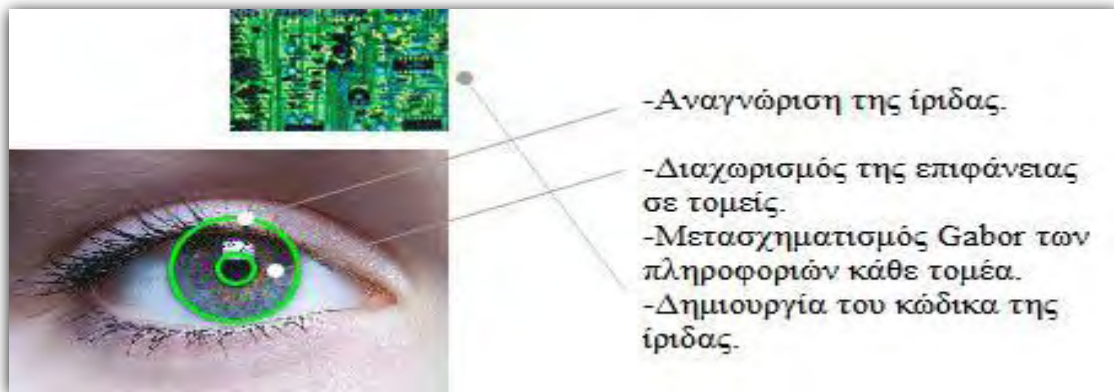 -Αναγνώριση της ίριδας.
-Διαχωρισμός της επιφάνειας
σε τομείς.
-Μετασχηματισμός Gabor των
πληροφοριών κάθε τομέα.
-Δημιουργία του κώδικα της
ίριδας.